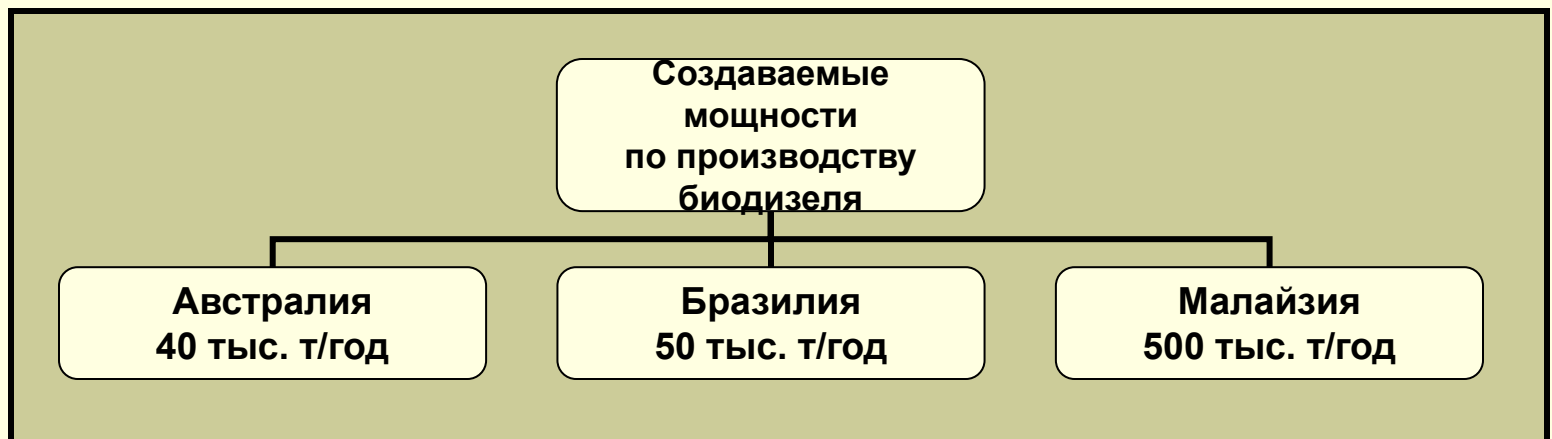 Создаваемые
мощности
по производству
биодизеля
Австралия
40 тыс. т/год
Бразилия
50 тыс. т/год
Малайзия
500 тыс. т/год